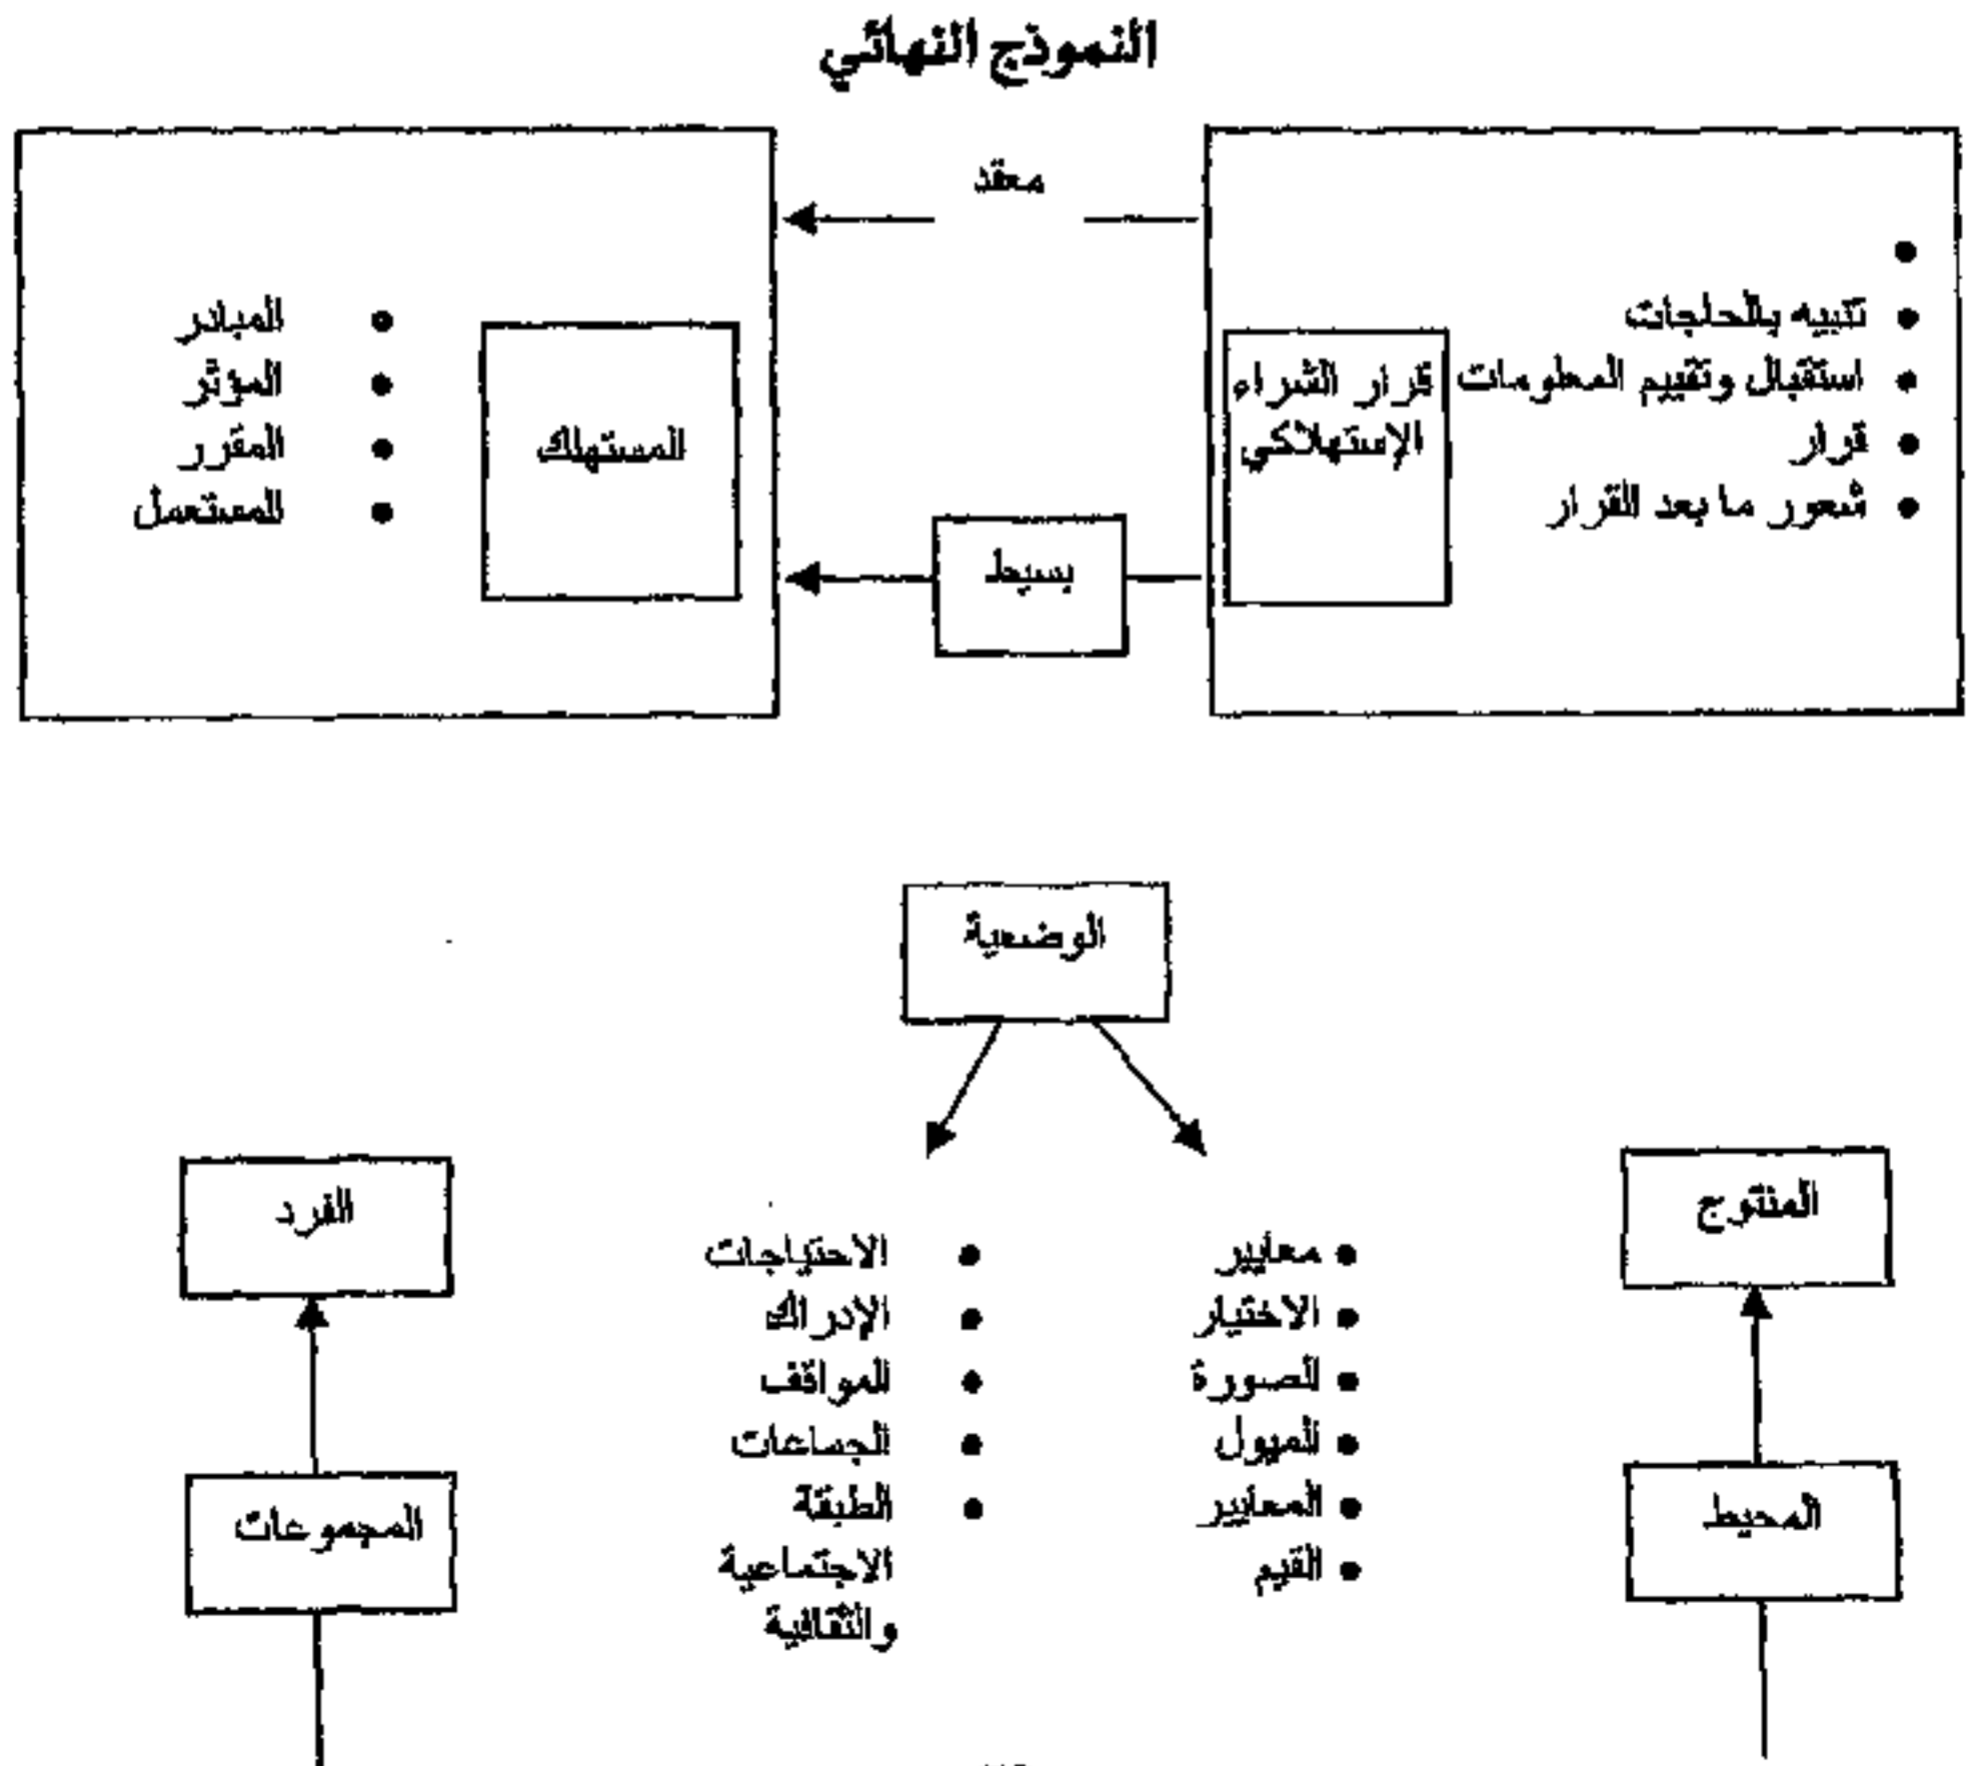 النموذج النهائي
معقد
تنبيه بالحاجات
استقبال وتقييم المعلومات
قرار
شعور ما بعد القرار
قرار الشراء
الإستهلاكي
بسيط
المستهلك
المبادر
المؤثر
المقرر
المستعمل
الوضعية
المنتوج
الفرد
معايير
الاختيار
الصورة
الميول
المعايير
القيم
الاحتياجات
الإدراك
المواقف
الجماعات
الطبقة
الاجتماعية
والثقافية
المحيط
المجموعات